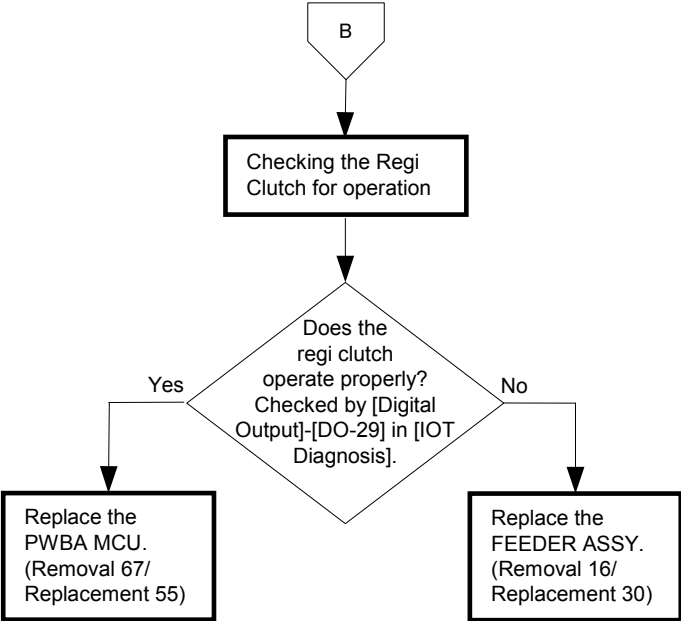 B
Checking the Regi
Clutch for operation
Does the
regi clutch
operate properly?
Checked by [Digital
Output]-[DO-29] in [IOT
Diagnosis].
Yes
No
Replace the
PWBA MCU.
(Removal 67/
Replacement 55)
Replace the
FEEDER ASSY.
(Removal 16/
Replacement 30)